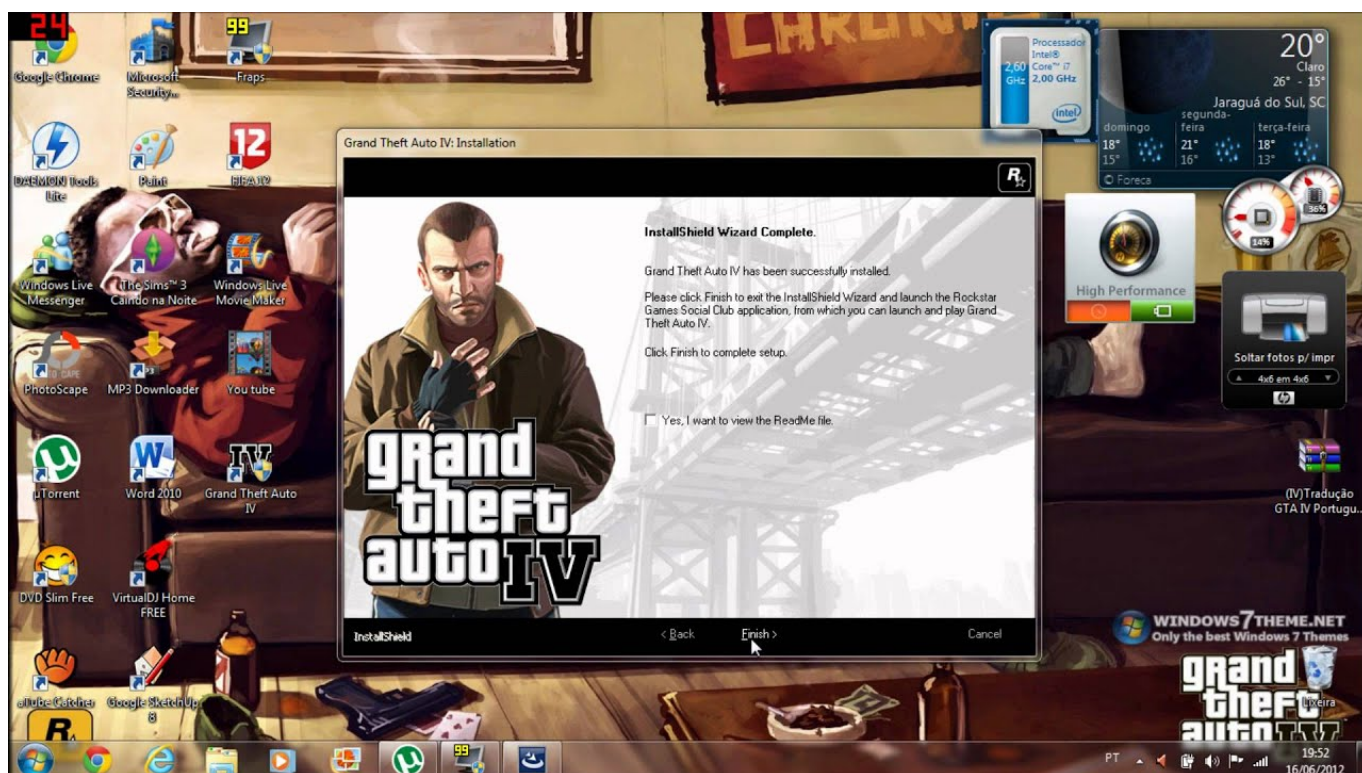 24
Google Chrome
Microsoft
Security...
99
Fraps
DAEMON Tools
Lite
Paint
12
FIFA 12
Windows Live
Messenger
The Sims™ 3
Caindo na Noite
Windows Live
Movie Maker
PhotoScape
MP3 Downloader
You tube
µTorrent
Word 2010
IV
Grand Theft Auto
IV
DVD Slim Free
VirtualDJ Home
FREE
aTube Catcher
Google SketchUp
8
Grand Theft Auto IV: Installation
InstallShield Wizard Complete.
Grand Theft Auto IV has been successfully installed.
Please click Finish to exit the InstallShield Wizard and launch the Rockstar
Games Social Club application, from which you can launch and play Grand
Theft Auto IV.
Click Finish to complete setup.
Yes, I want to view the ReadMe file.
grand
theft
auto IV
InstallShield
< Back
Finish >
Cancel
Processador
Intel®
Core™ i7
2,00 GHz
2,60
GHz
intel
20°
Claro
26° - 15°
Jaraguá do Sul, SC
domingo
segunda-
feira
terça-feira
18°
15°
21°
16°
18°
13°
© Foreca
36%
14%
High Performance
Soltar fotos p/ impr
4x6 em 4x6
hp
(IV)Tradução
GTA IV Portugu...
WINDOWS7THEME.NET
Only the best Windows 7 Themes
grand
theft
auto IV
Lixeira
99
PT
19:52
16/06/2012